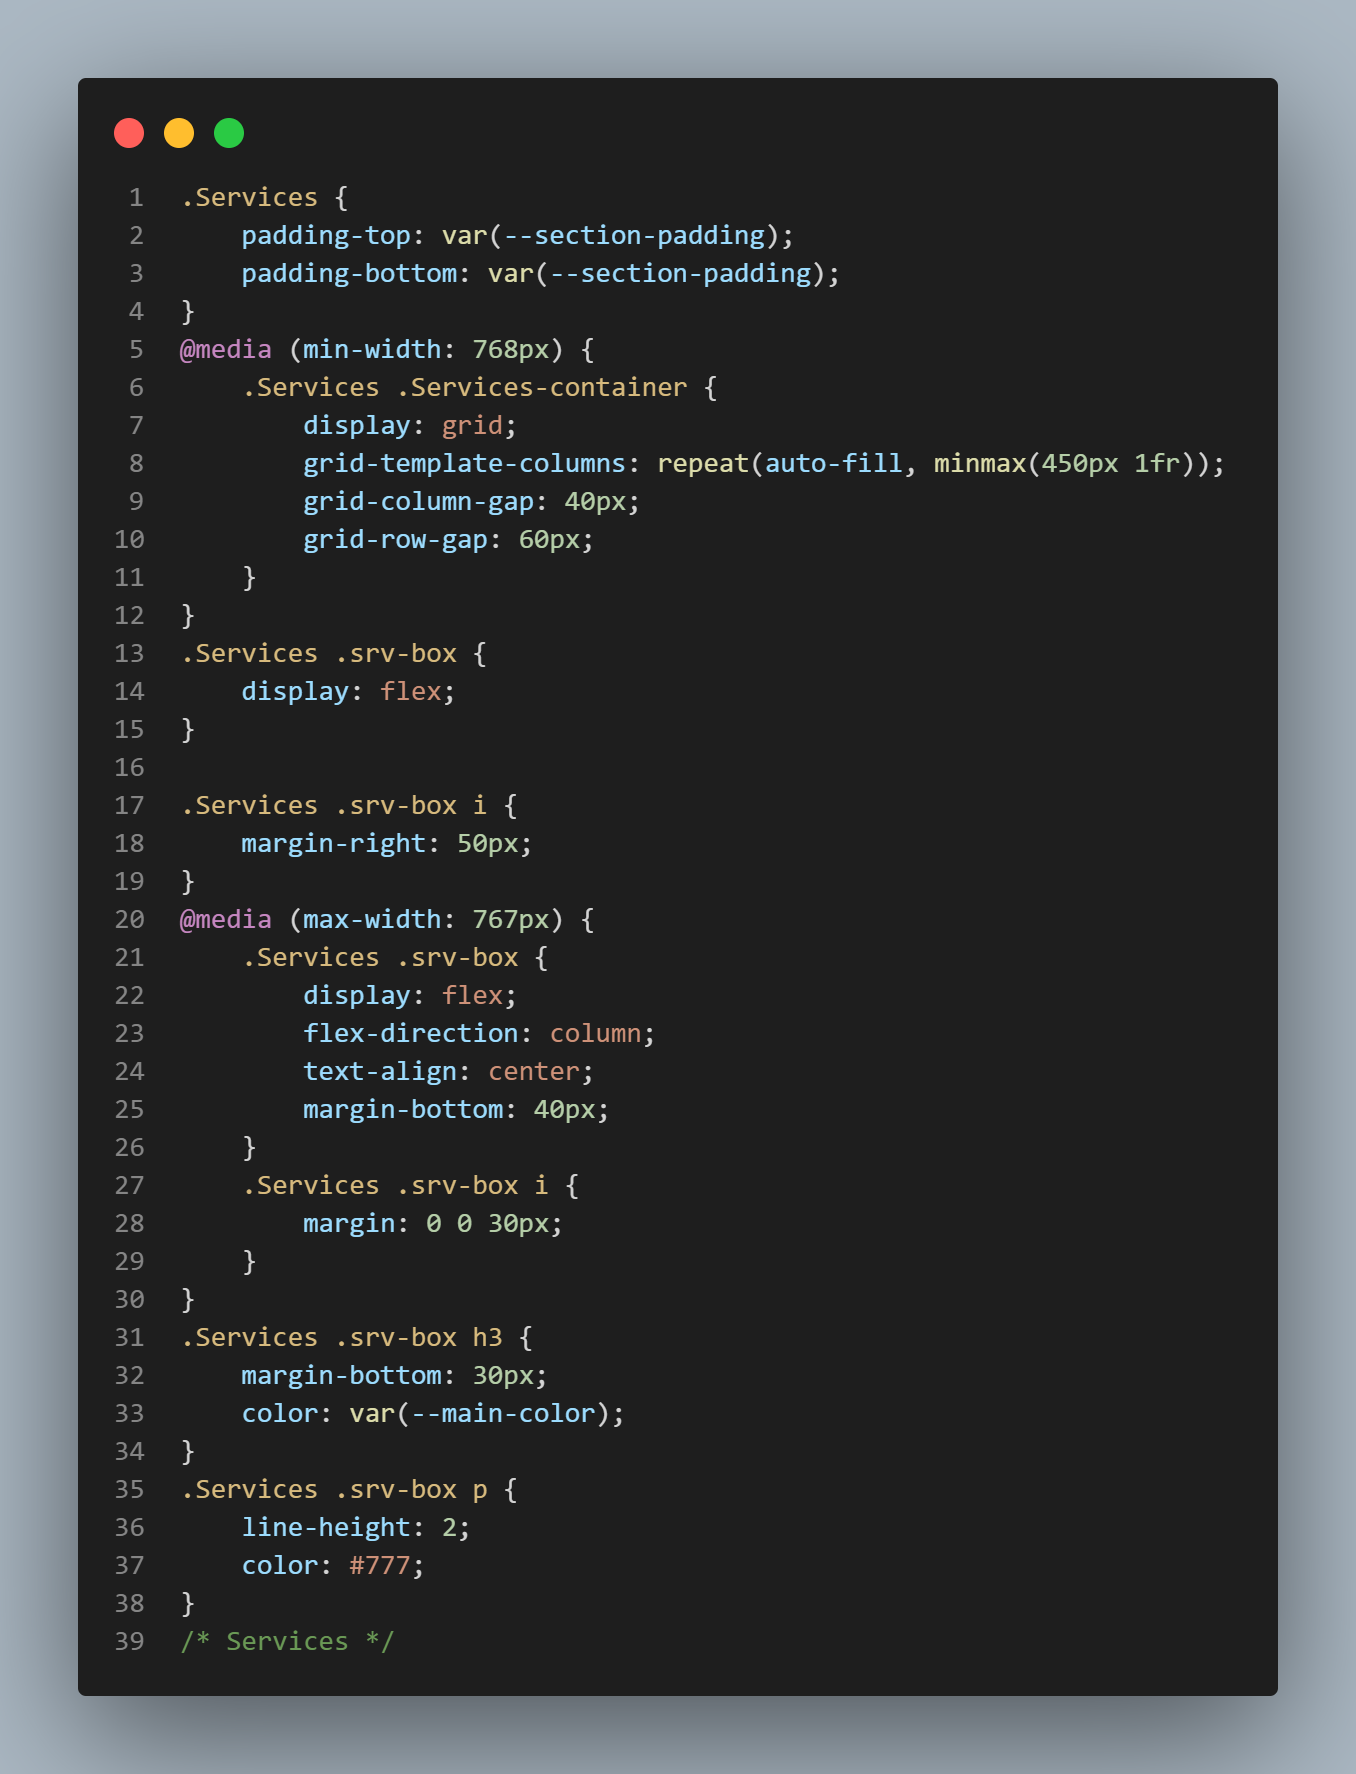 1 .Services {
2     padding-top: var(--section-padding);
3     padding-bottom: var(--section-padding);
4 }
5 @media (min-width: 768px) {
6     .Services .Services-container {
7         display: grid;
8         grid-template-columns: repeat(auto-fill, minmax(450px 1fr));
9         grid-column-gap: 40px;
10         grid-row-gap: 60px;
11     }
12 }
13 .Services .srv-box {
14     display: flex;
15 }
16
17 .Services .srv-box i {
18     margin-right: 50px;
19 }
20 @media (max-width: 767px) {
21     .Services .srv-box {
22         display: flex;
23         flex-direction: column;
24         text-align: center;
25         margin-bottom: 40px;
26     }
27     .Services .srv-box i {
28         margin: 0 0 30px;
29     }
30 }
31 .Services .srv-box h3 {
32     margin-bottom: 30px;
33     color: var(--main-color);
34 }
35 .Services .srv-box p {
36     line-height: 2;
37     color: #777;
38 }
39 /* Services */